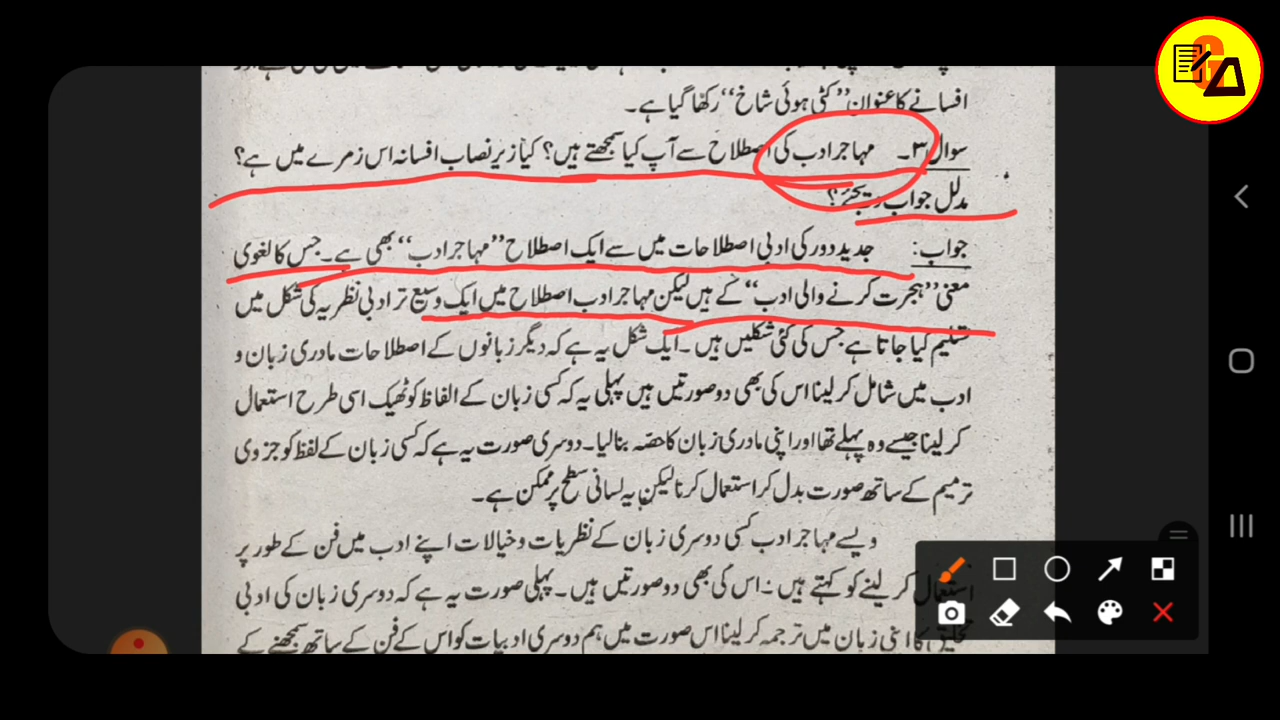 افسانے کا عنوان ”کٹی ہوئی شاخ“ رکھا گیا ہے۔
سوال ۳۔ مہاجر ادب کی اصطلاح سے آپ کیا سمجھتے ہیں؟ کیا زیر نصاب افسانہ اس زمرے میں ہے؟
مدلل جواب دیجئے؟
جواب: جدید دور کی ادبی اصطلاحات میں سے ایک اصطلاح ”مہاجر ادب“ بھی ہے۔ جس کا لغوی
معنی ”ہجرت کرنے والی ادب“ کے ہیں لیکن مہاجر ادب اصطلاح میں ایک وسیع تر ادبی نظریہ کی شکل میں
تسلیم کیا جاتا ہے جس کی کئی شکلیں ہیں۔ ایک شکل یہ ہے کہ دیگر زبانوں کے اصطلاحات مادری زبان و
ادب میں شامل کر لینا اس کی بھی دو صورتیں ہیں پہلی یہ کہ کسی زبان کے الفاظ کو ٹھیک اسی طرح استعمال
کر لینا جیسے وہ پہلے تھا اور اپنی مادری زبان کا حصّہ بنا لیا۔ دوسری صورت یہ ہے کہ کسی زبان کے لفظ کو جزوی
ترمیم کے ساتھ صورت بدل کر استعمال کرنا لیکن یہ لسانی سطح پر ممکن ہے۔
ویسے مہاجر ادب کسی دوسری زبان کے نظریات و خیالات اپنے ادب میں فن کے طور پر
استعمال کر لینے کو کہتے ہیں۔ اس کی بھی دو صورتیں ہیں۔ پہلی صورت یہ ہے کہ دوسری زبان کی ادبی
تخلیق کا اپنی زبان میں ترجمہ کر لینا اس صورت میں ہم دوسری ادبیات کو اس کے فن کے ساتھ سمجھنے کے